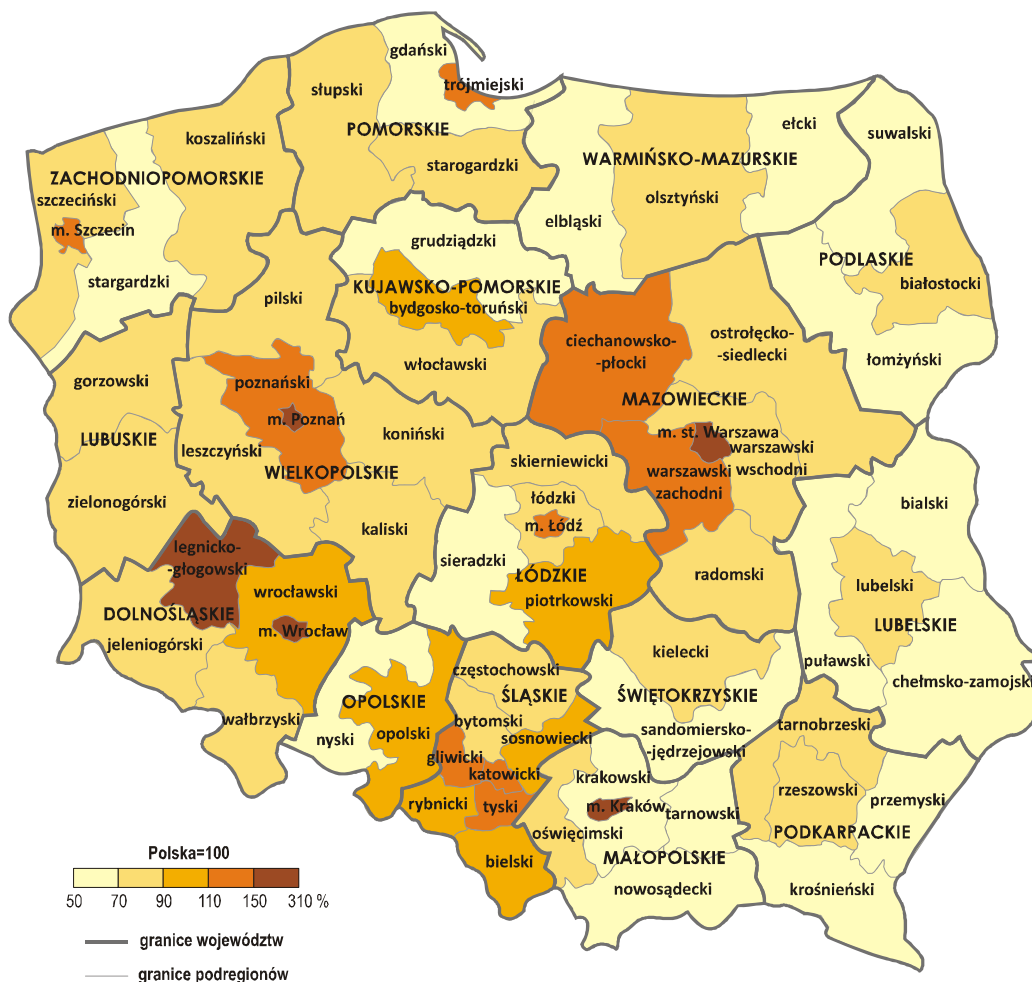 gdański
trójmiejski
słupski
POMORSKIE
koszaliński
starogardzki
ełcki
suwalski
WARMIŃSKO-MAZURSKIE
ZACHODNIOPOMORSKIE
szczeciński
olsztyński
elbląski
m. Szczecin
grudziądzki
PODLASKIE
białostocki
stargardzki
pilski
KUJAWSKO-POMORSKIE
bydgosko-toruński
ciechanowsko-
-płocki
ostrołęcko-
-siedlecki
łomżyński
włocławski
gorzowski
poznański
MAZOWIECKIE
m. Poznań
koniński
m. st. Warszawa
LUBUSKIE
leszczyński
warszawski
wschodni
WIELKOPOLSKIE
skierniewicki
warszawski
zachodni
zielonogórski
łódzki
m. Łódź
bialski
kaliski
legnicko-
-głogowski
sieradzki
ŁÓDZKIE
radomski
lubelski
wrocławski
piotrkowski
DOLNOŚLĄSKIE
m. Wrocław
LUBELSKIE
jeleniogórski
kielecki
puławski
częstochowski
chełmsko-zamojski
ŚLĄSKIE
ŚWIĘTOKRZYSKIE
OPOLSKIE
wałbrzyski
bytomski
tarnobrzeski
nyski
opolski
sosnowiecki
sandomiersko-
-jędrzejowski
gliwicki
katowicki
krakowski
rzeszowski
przemyski
rybnicki
tyski
m. Kraków
tarnowski
oświęcimski
PODKARPACKIE
MAŁOPOLSKIE
bielski
nowosądecki
krośnieński
Polska=100
50 70 90 110 150 310 %
granice województw
granice podregionów